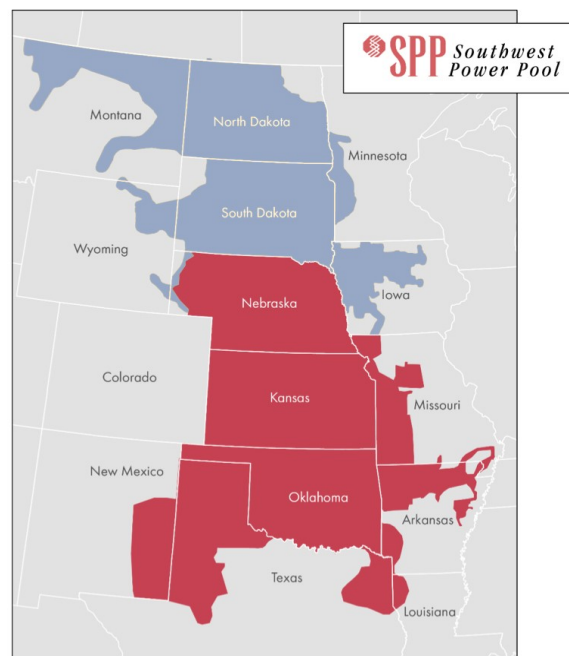 SPP Southwest
Power Pool
Montana
North Dakota
Minnesota
South Dakota
Wyoming
Iowa
Nebraska
Colorado
Kansas
Missouri
New Mexico
Oklahoma
Arkansas
Texas
Louisiana